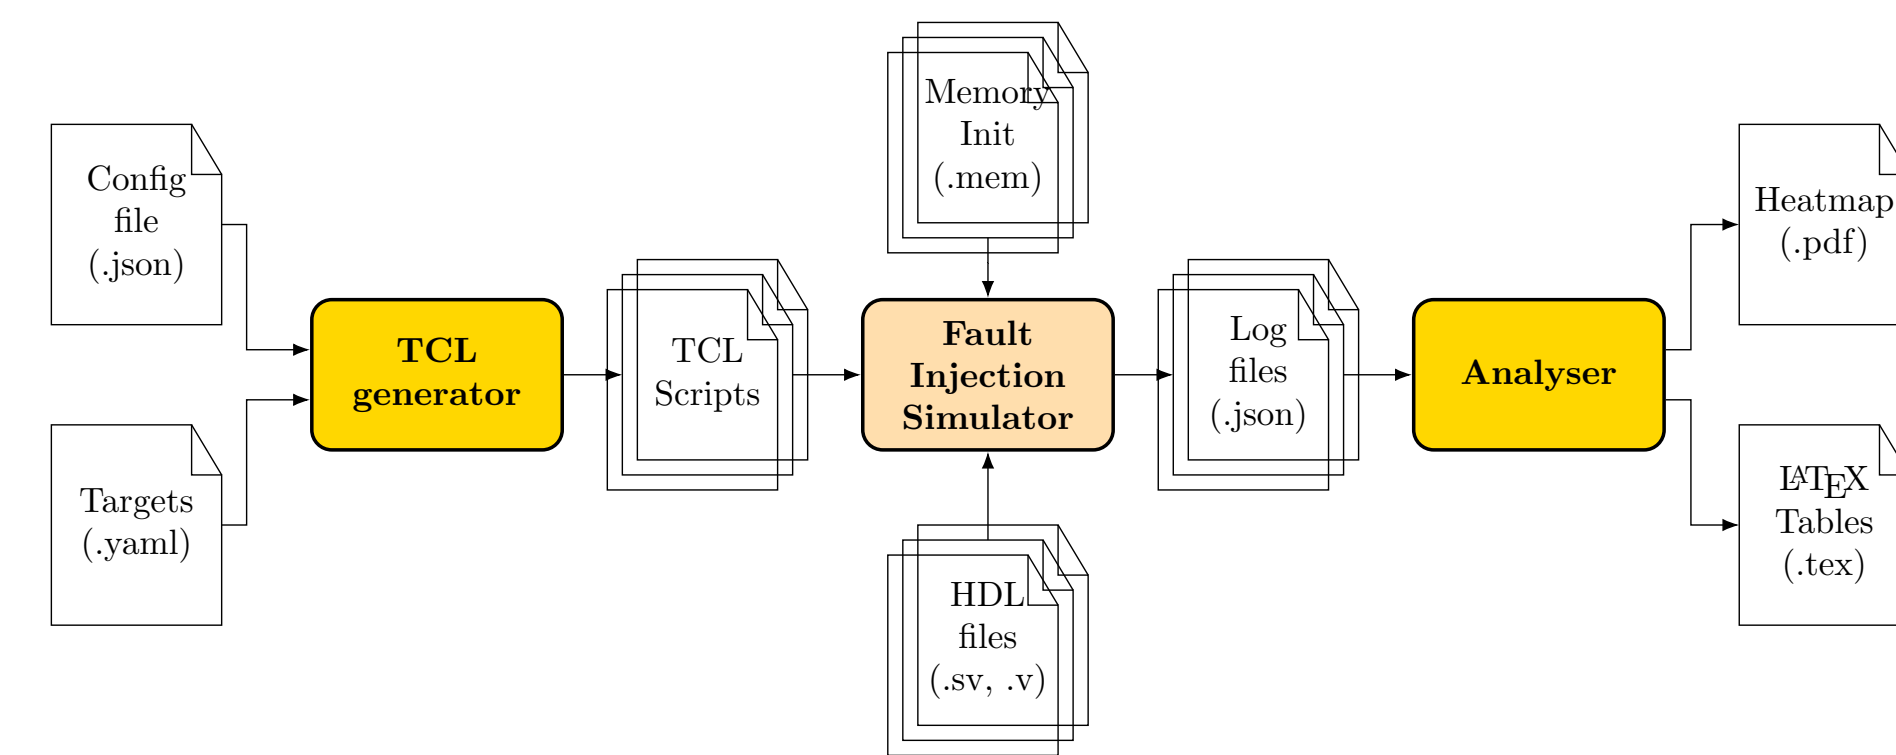 Memory
Init
(.mem)
Config
file
(.json)
Heatmap
(.pdf)
TCL
generator
TCL
Scripts
Fault
Injection
Simulator
Log
files
(.json)
Analyser
Targets
(.yaml)
LATEX
Tables
(.tex)
HDL
files
(.sv, .v)